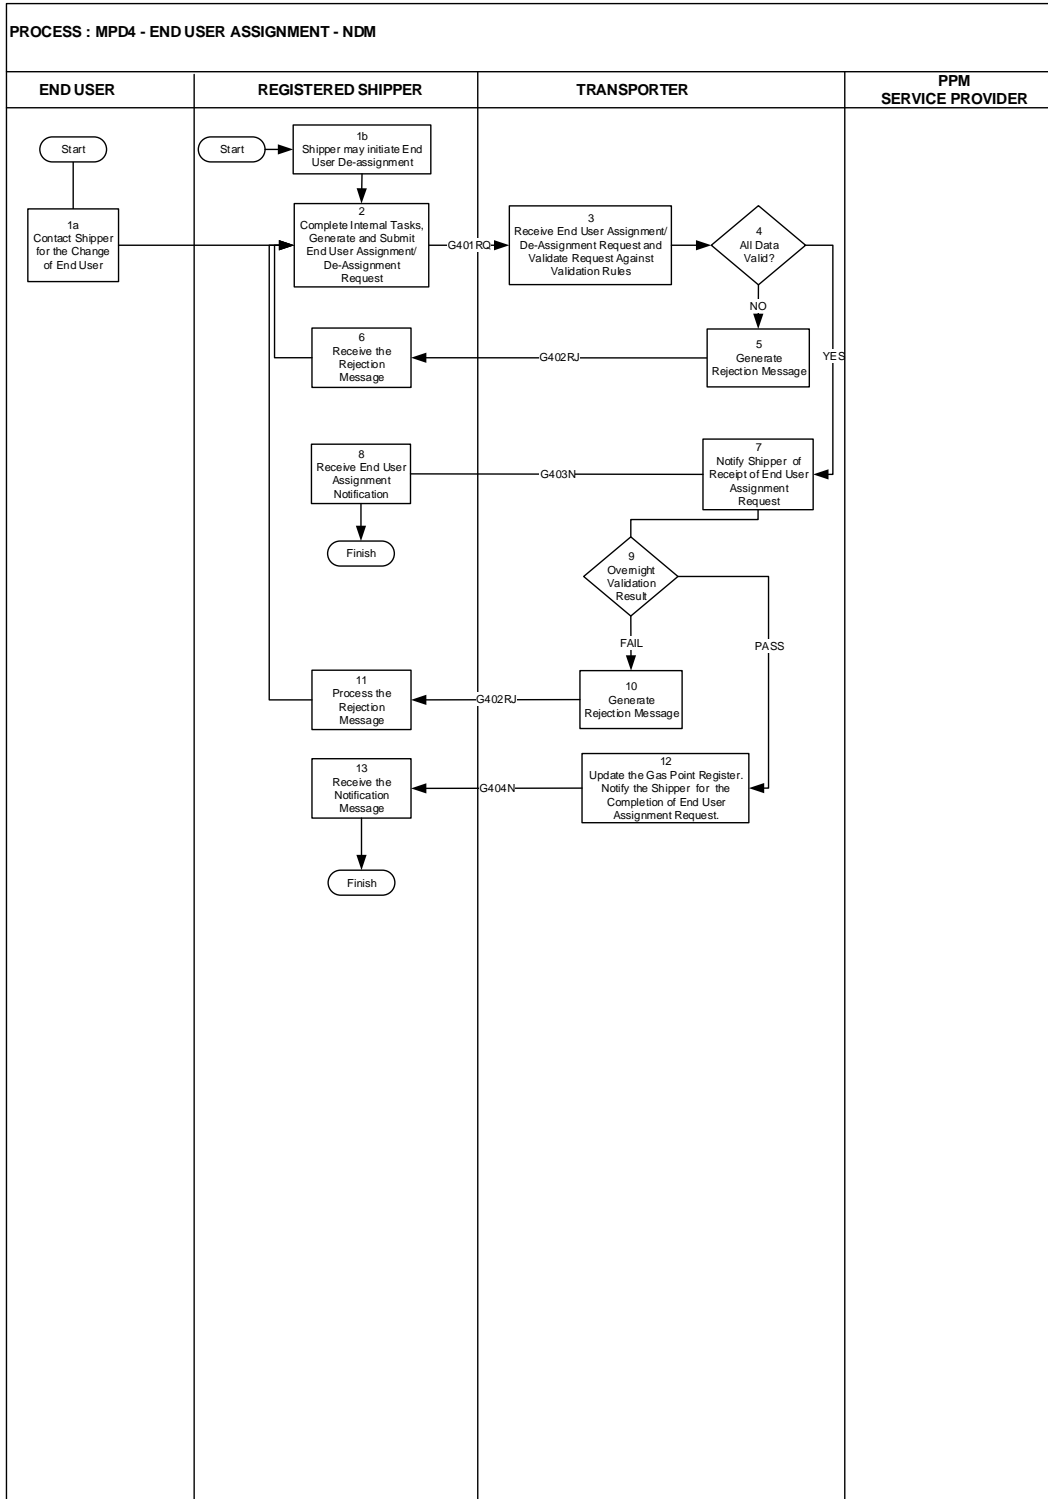 PROCESS : MPD4 - END USER ASSIGNMENT - NDM
END USER
REGISTERED SHIPPER
TRANSPORTER
PPM
SERVICE PROVIDER
Start
Start
1b
Shipper may initiate End
User De-assignment
1a
Contact Shipper
for the Change
of End User
2
Complete Internal Tasks,
Generate and Submit
End User Assignment/
De-Assignment
Request
G401RQ
3
Receive End User Assignment/
De-Assignment Request and
Validate Request Against
Validation Rules
4
All Data
Valid?
NO
YES
5
Generate
Rejection Message
G402RJ
6
Receive the
Rejection
Message
7
Notify Shipper of
Receipt of End User
Assignment
Request
G403N
8
Receive End User
Assignment
Notification
Finish
9
Overnight
Validation
Result
FAIL
PASS
10
Generate
Rejection Message
G402RJ
11
Process the
Rejection
Message
12
Update the Gas Point Register.
Notify the Shipper for the
Completion of End User
Assignment Request.
G404N
13
Receive the
Notification
Message
Finish